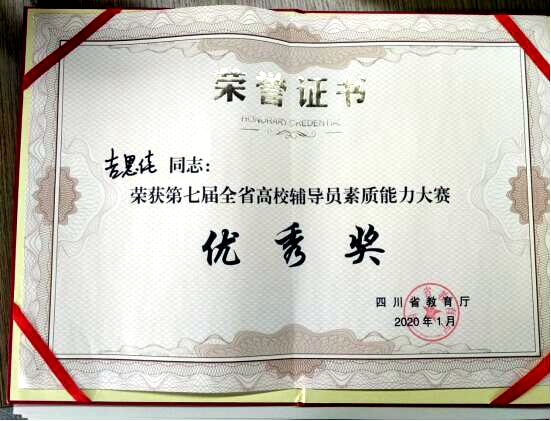 荣誉证书
HONORARY CREDENTIAL
吉思佳 同志：
荣获第七届全省高校辅导员素质能力大赛
优秀奖
四川省教育厅
2020年1月